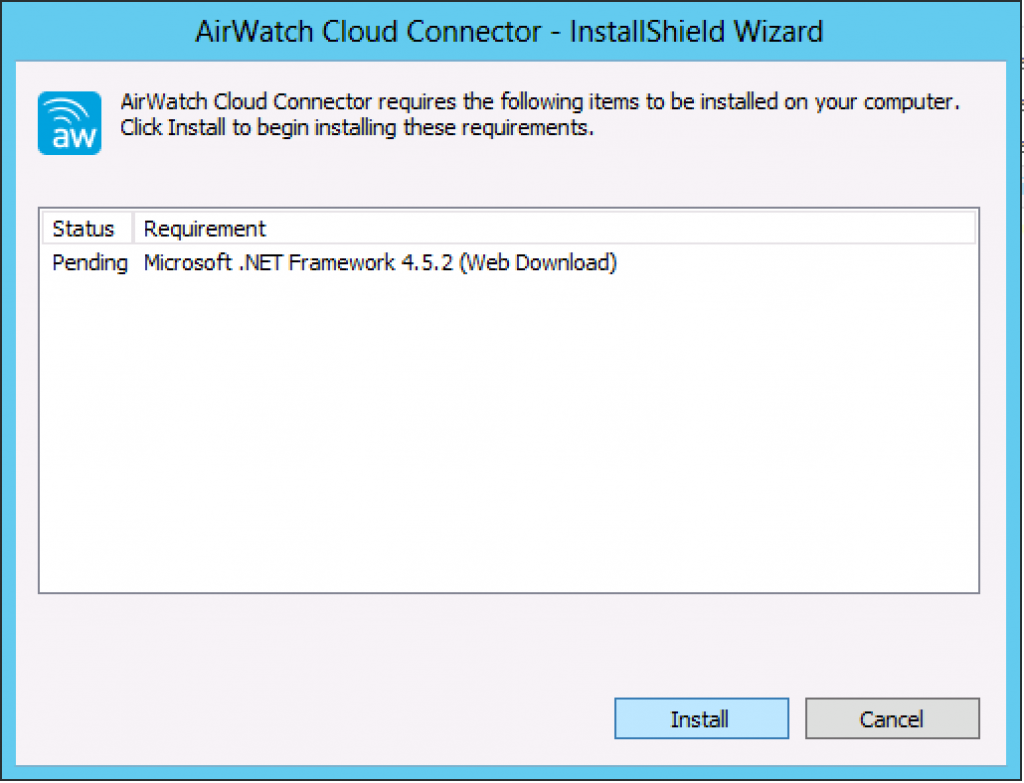 AirWatch Cloud Connector - InstallShield Wizard
aw
AirWatch Cloud Connector requires the following items to be installed on your computer.
Click Install to begin installing these requirements.
Status Requirement
Pending Microsoft .NET Framework 4.5.2 (Web Download)
Install Cancel